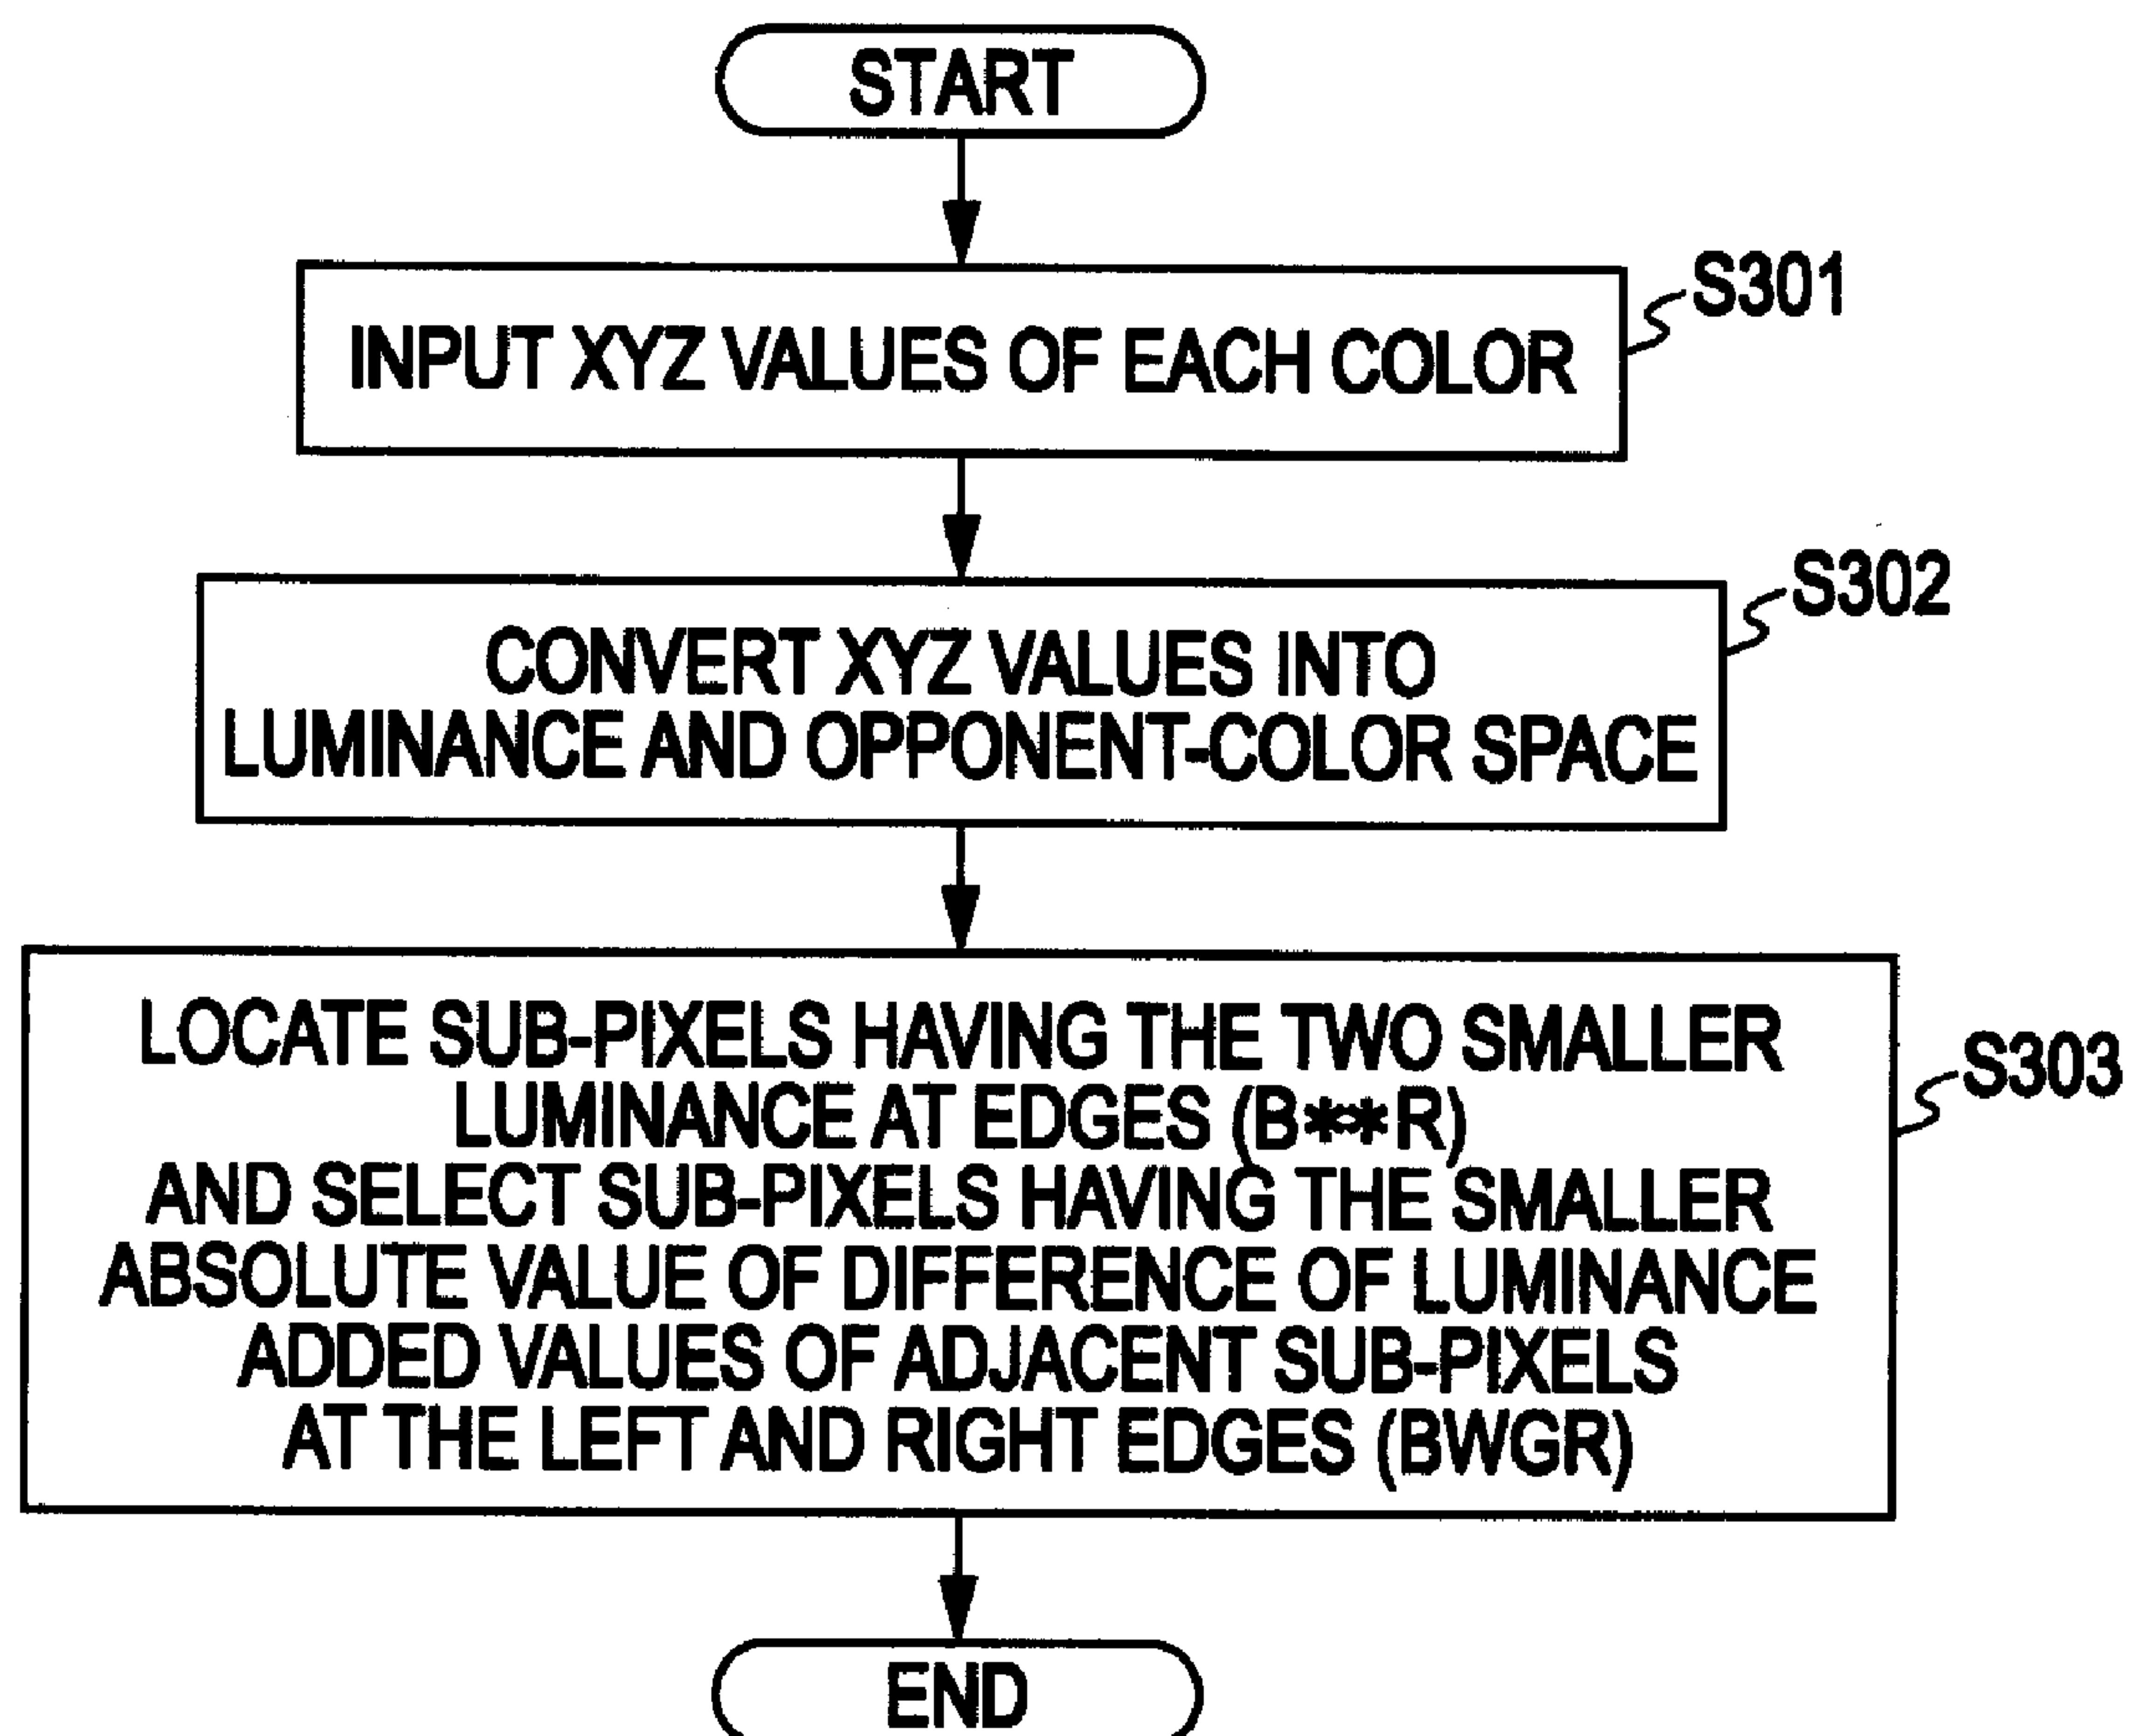 START
INPUT XYZ VALUES OF EACH COLOR
S301
CONVERT XYZ VALUES INTO
LUMINANCE AND OPPONENT-COLOR SPACE
S302
LOCATE SUB-PIXELS HAVING THE TWO SMALLER
LUMINANCE AT EDGES (B**R)
AND SELECT SUB-PIXELS HAVING THE SMALLER
ABSOLUTE VALUE OF DIFFERENCE OF LUMINANCE
ADDED VALUES OF ADJACENT SUB-PIXELS
AT THE LEFT AND RIGHT EDGES (BWGR)
S303
END